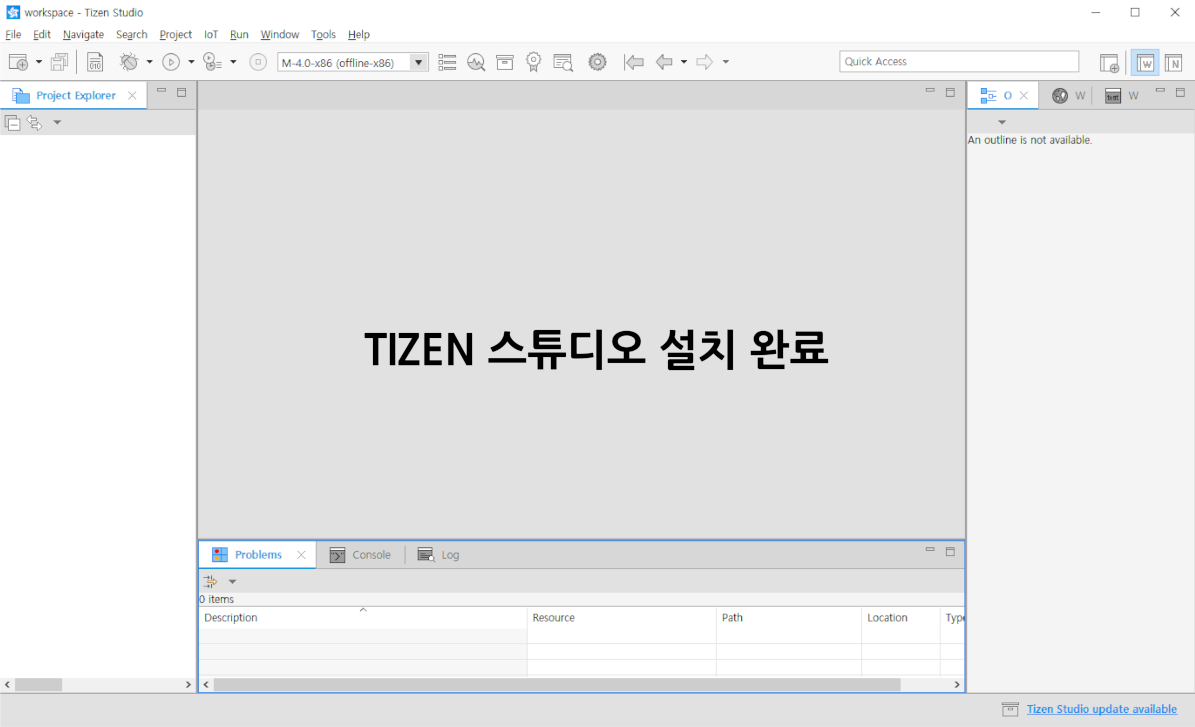 workspace - Tizen Studio
File Edit Navigate Search Project IoT Run Window Tools Help
010 M-4.0-x86 (offline-x86) Quick Access W N
Project Explorer O W test W
An outline is not available.
TIZEN 스튜디오 설치 완료
Problems Console Log
0 items
Description Resource Path Location Type
Tizen Studio update available